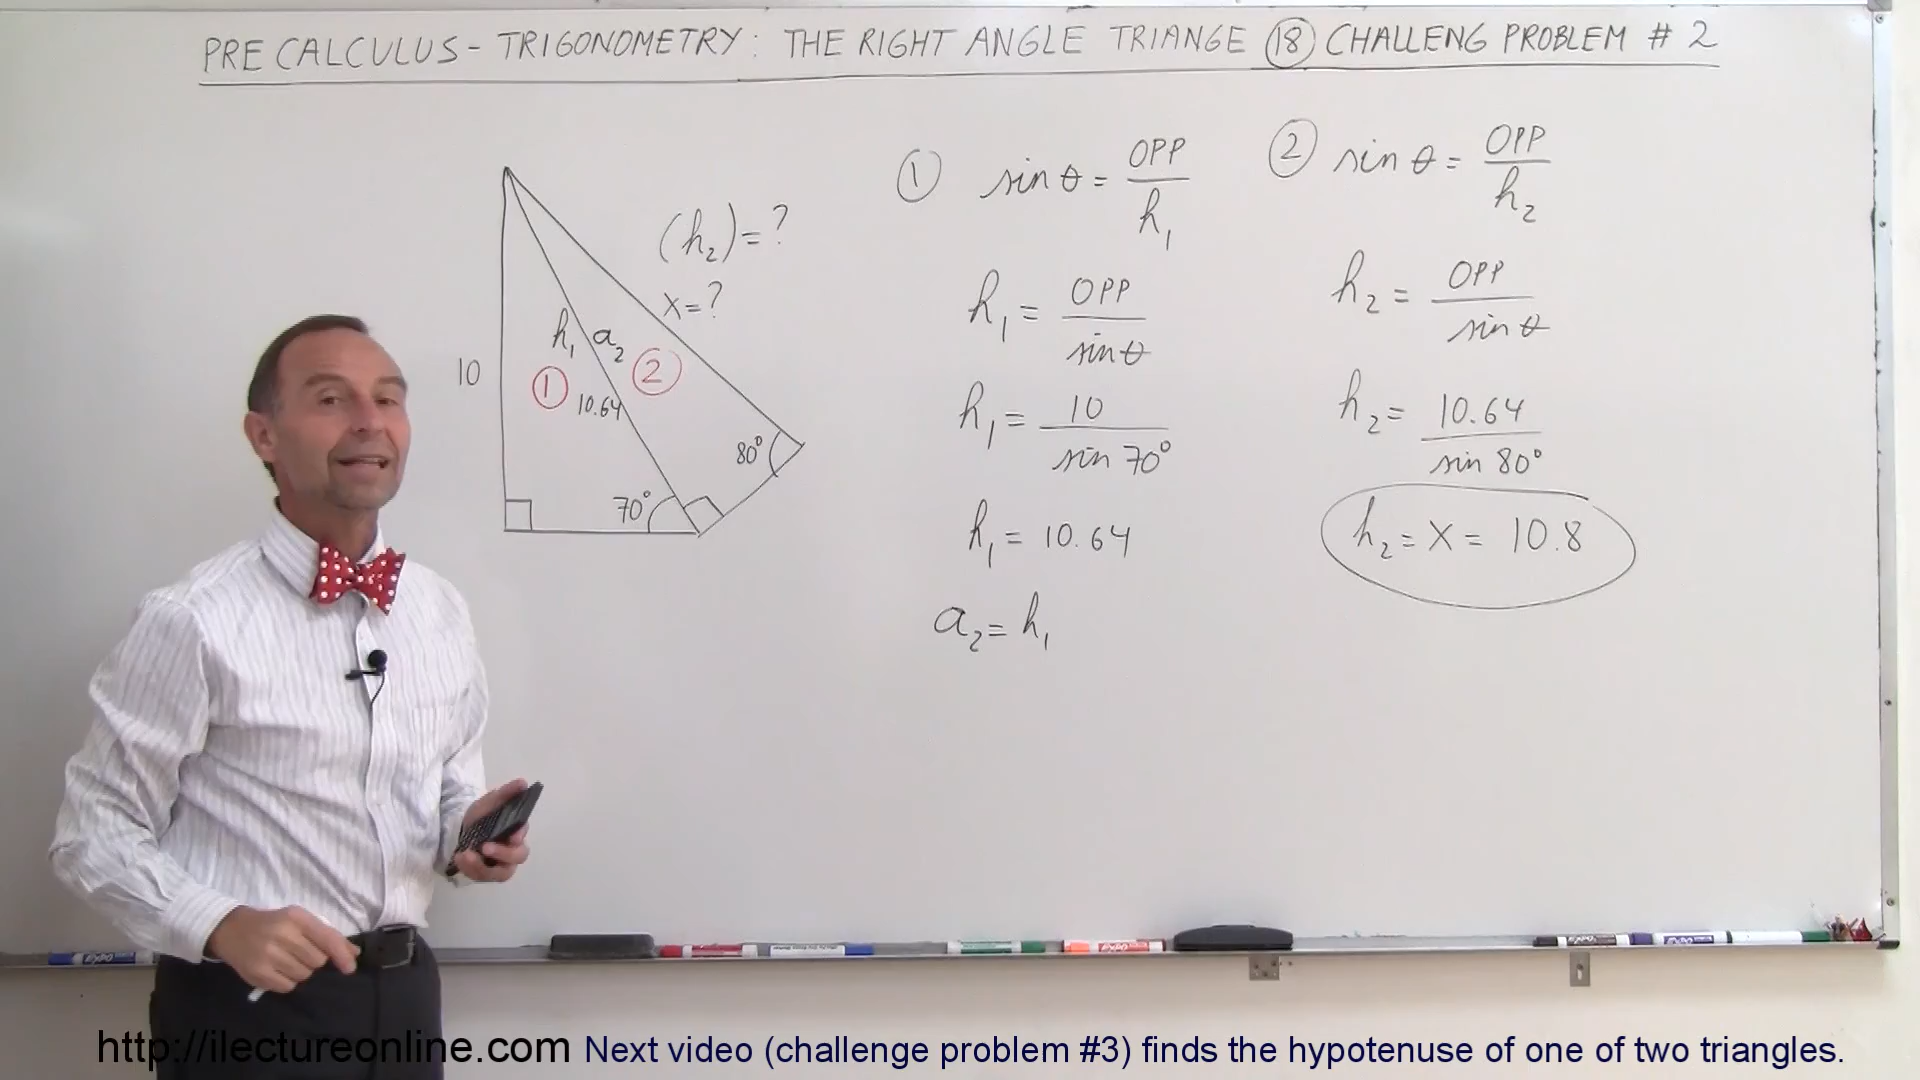 PRE CALCULUS - TRIGONOMETRY: THE RIGHT ANGLE TRIANGE 18 CHALLENG PROBLEM # 2
(h₂) = ?
x = ?
h₁ a₂
10
1 2
10.64
80°
70°
1 sin θ = OPP / h₁
h₁ = OPP / sin θ
h₁ = 10 / sin 70°
h₁ = 10.64
a₂ = h₁
2 sin θ = OPP / h₂
h₂ = OPP / sin θ
h₂ = 10.64 / sin 80°
h₂ = x = 10.8
http://ilectureonline.com Next video (challenge problem #3) finds the hypotenuse of one of two triangles.